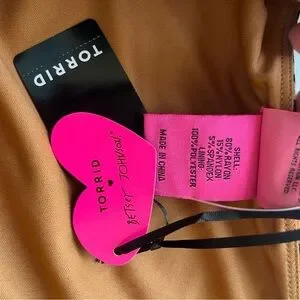 TORRID
TORRID
Betsey Johnson
SHELL:
80% RAYON
15% NYLON
5% SPANDEX
LINING:
100% POLYESTER
MADE IN CHINA